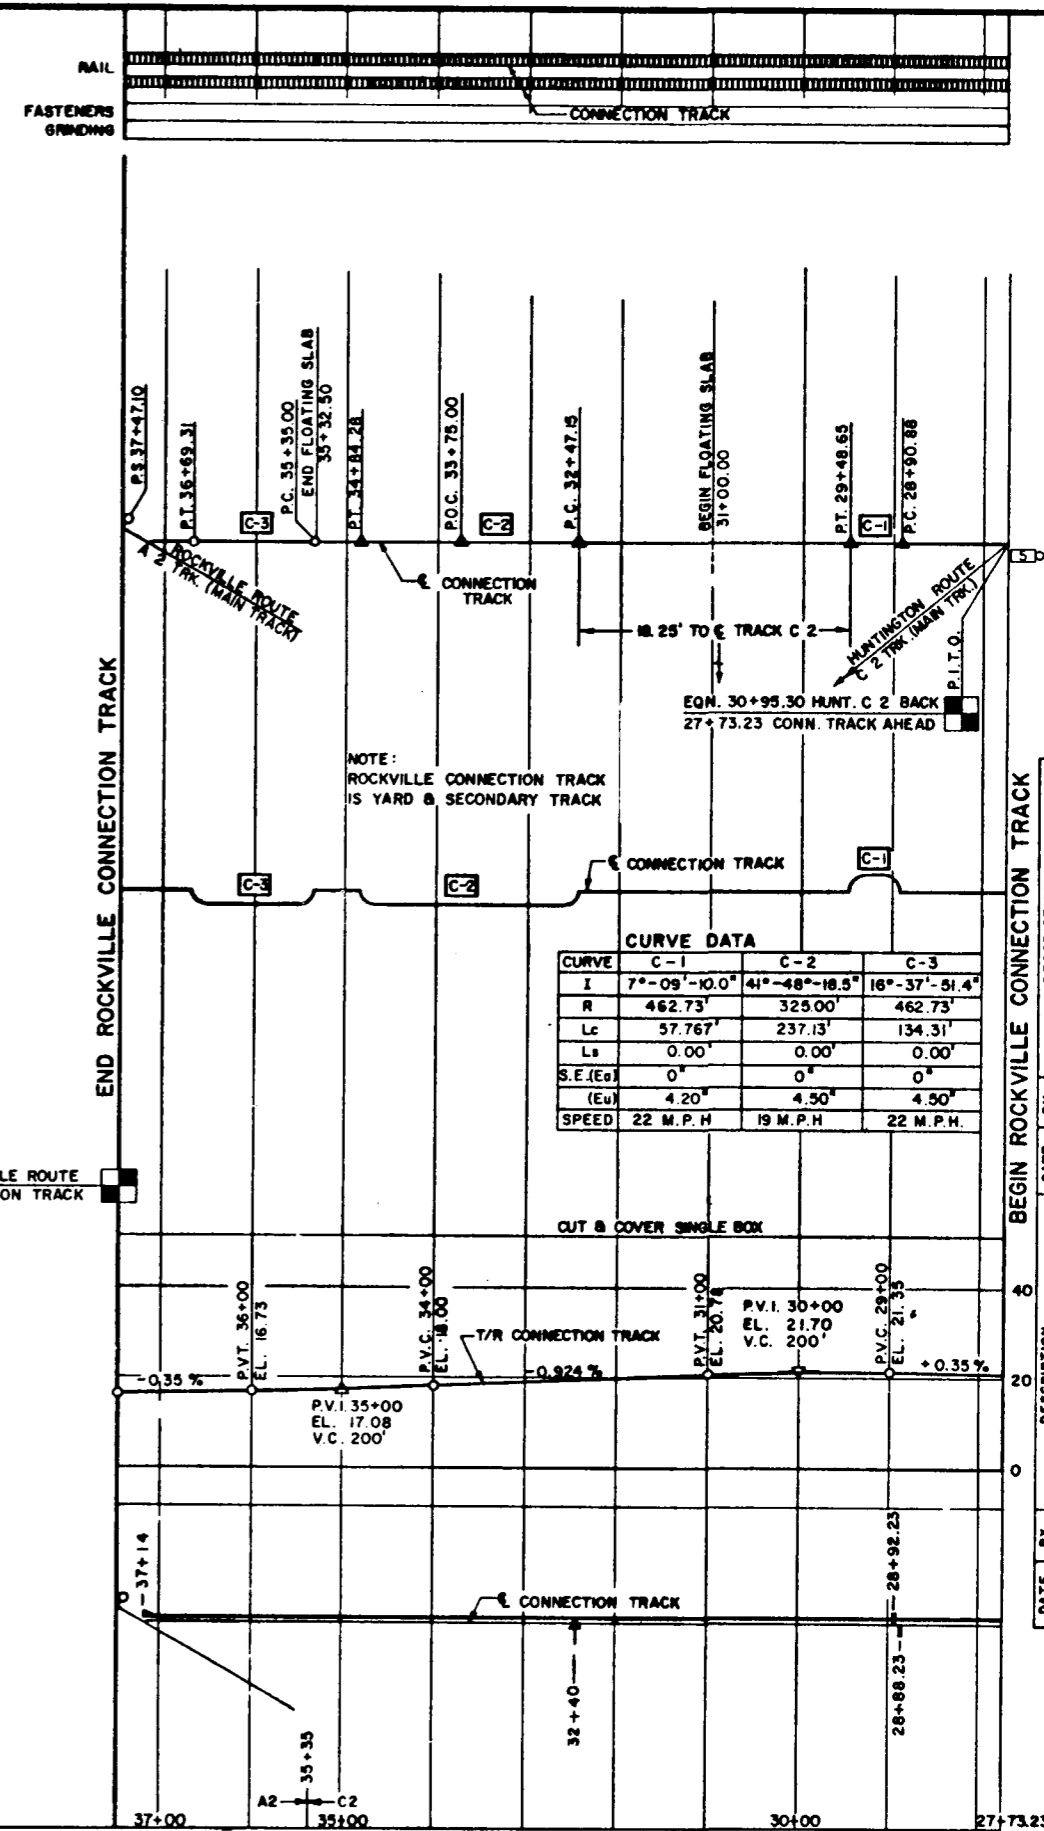 RAIL
FASTENERS
GRINDING
CONNECTION TRACK
P.S. 37+47.10
P.T. 36+69.31
C-3
P.C. 35+35.00
END FLOATING SLAB
35+32.50
P.T. 34+84.28
P.O.C. 33+75.00
C-2
P.C. 32+47.15
BEGIN FLOATING SLAB
31+00.00
P.T. 29+48.65
C-1
P.C. 28+90.88
S
ROCKVILLE ROUTE
A 2 TRK. (MAIN TRACK)
℄ CONNECTION
TRACK
18.25' TO ℄ TRACK C 2
HUNTINGTON ROUTE
C 2 TRK. (MAIN TRK.)
P.I.T.O.
EQN. 30+95.30 HUNT. C 2 BACK
27+73.23 CONN. TRACK AHEAD
END ROCKVILLE CONNECTION TRACK
NOTE:
ROCKVILLE CONNECTION TRACK
IS YARD & SECONDARY TRACK
BEGIN ROCKVILLE CONNECTION TRACK
C-3
C-2
℄ CONNECTION TRACK
C-1
CURVE DATA
CURVE C-1 C-2 C-3
I 7°-09'-10.0" 41°-48°-18.5" 16°-37'-51.4"
R 462.73' 325.00' 462.73'
Lc 57.767' 237.13' 134.31'
Ls 0.00' 0.00' 0.00'
S.E.(Ea) 0" 0" 0"
(Eu) 4.20" 4.50" 4.50"
SPEED 22 M.P.H 19 M.P.H 22 M.P.H.
LE ROUTE
ON TRACK
CUT & COVER SINGLE BOX
40
20
0
P.VT. 36+00
EL. 16.73
P.V.C. 34+00
EL. 18.00
T/R CONNECTION TRACK
P.VT. 31+00
EL. 20.78
P.V.I. 30+00
EL. 21.70
V.C. 200'
P.V.C. 29+00
EL. 21.35
-0.35 %
-0.924 %
+0.35 %
P.V.I. 35+00
EL. 17.08
V.C. 200'
DESCRIPTION
37+14
℄ CONNECTION TRACK
28+92.23
DATE BY
32+40
28+88.23
35+35
A2 C2
37+00 35+00 30+00 27+73.23